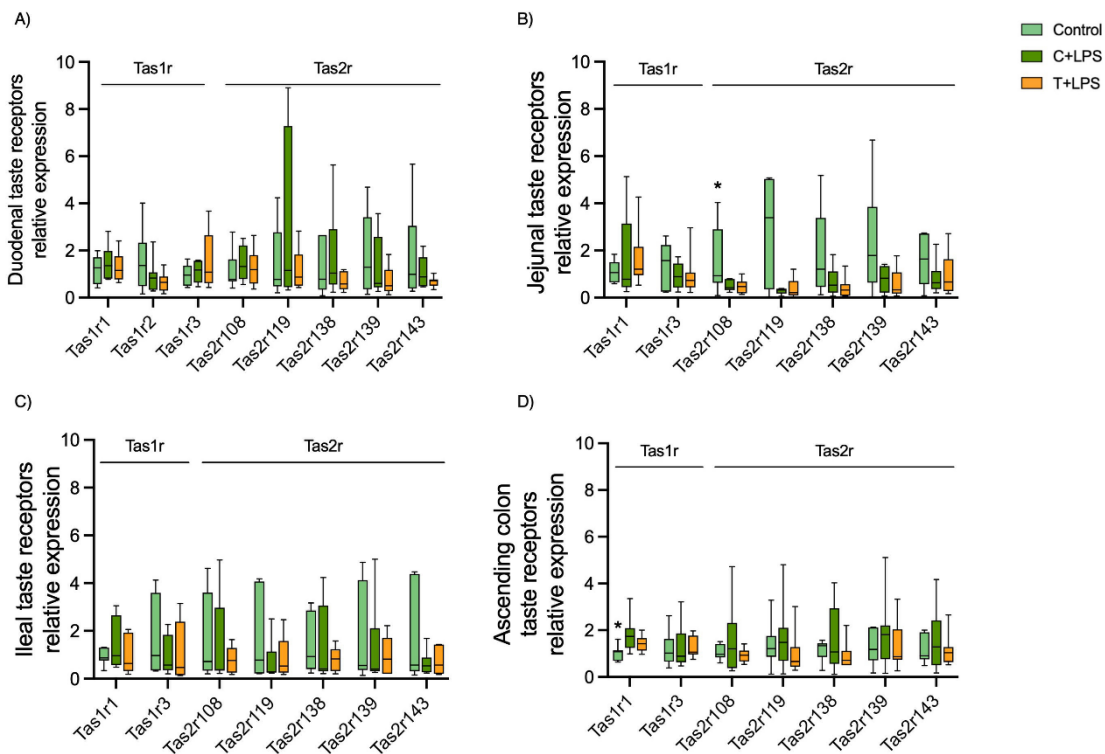 A)
Tas1r
Tas2r
Duodenal taste receptors
relative expression
10
8
6
4
2
0
Tas1r1
Tas1r2
Tas1r3
Tas2r108
Tas2r119
Tas2r138
Tas2r139
Tas2r143
B)
Tas1r
Tas2r
Jejunal taste receptors
relative expression
10
8
6
4
2
0
*
Tas1r1
Tas1r3
Tas2r108
Tas2r119
Tas2r138
Tas2r139
Tas2r143
Control
C+LPS
T+LPS
C)
Tas1r
Tas2r
Ileal taste receptors
relative expression
10
8
6
4
2
0
Tas1r1
Tas1r3
Tas2r108
Tas2r119
Tas2r138
Tas2r139
Tas2r143
D)
Tas1r
Tas2r
Ascending colon
taste receptors
relative expression
10
8
6
4
2
0
*
Tas1r1
Tas1r3
Tas2r108
Tas2r119
Tas2r138
Tas2r139
Tas2r143